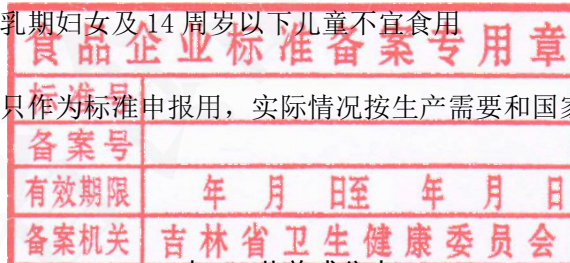 乳期妇女及 14 周岁以下儿童不宜食用
食品企业标准备案专用章
标准号
只作为标准申报用，实际情况按生产需要和国家
备案号
有效期限 年 月 日至 年 月 日
备案机关 吉林省卫生健康委员会